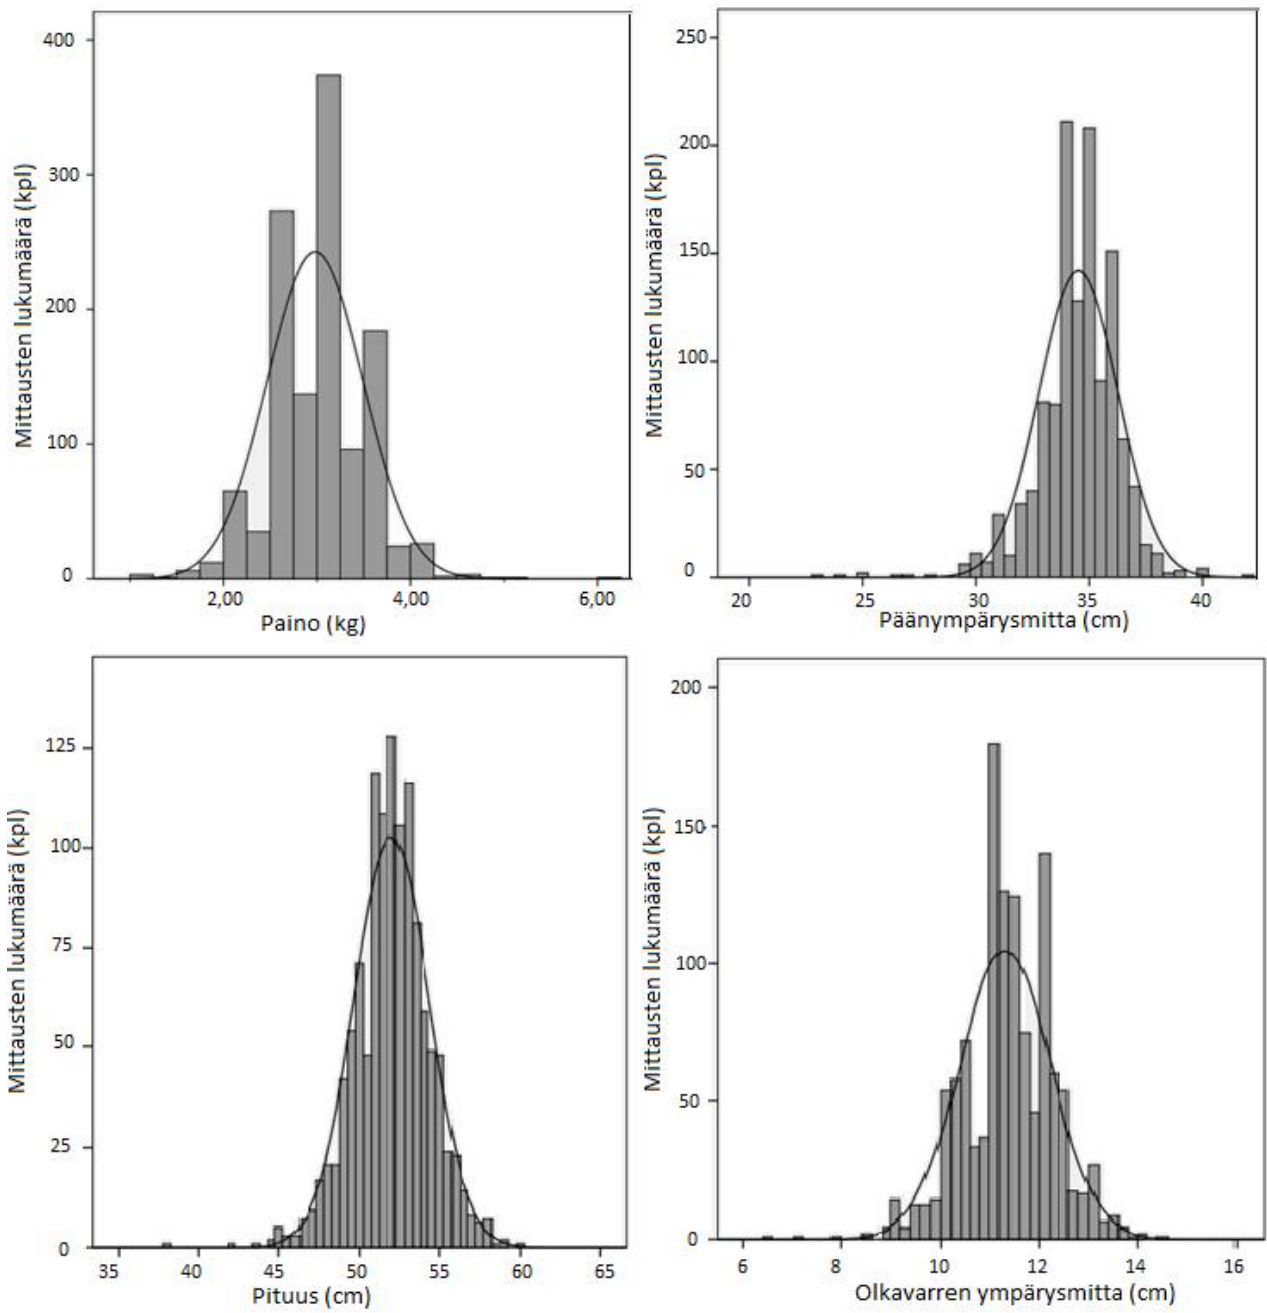 Mittausten lukumäärä (kpl)
400
300
200
100
0
2,00 4,00 6,00
Paino (kg)
Mittausten lukumäärä (kpl)
250
200
150
100
50
0
20 25 30 35 40
Päänympärysmitta (cm)
Mittausten lukumäärä (kpl)
125
100
75
50
25
0
35 40 45 50 55 60 65
Pituus (cm)
Mittausten lukumäärä (kpl)
200
150
100
50
0
6 8 10 12 14 16
Olkavarren ympärysmitta (cm)